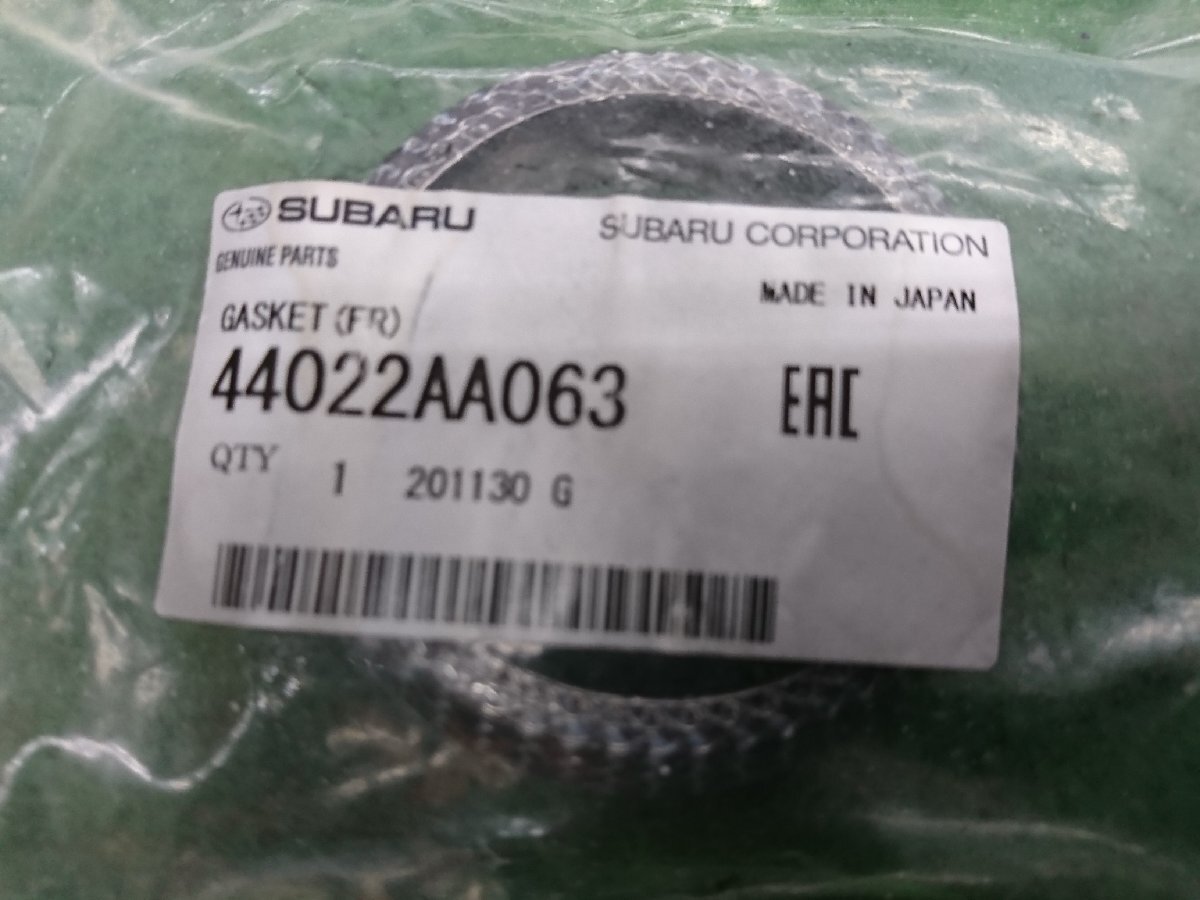 SUBARU
SUBARU CORPORATION
GENUINE PARTS
MADE IN JAPAN
GASKET (FR)
44022AA063
EAC
QTY 1 201130 G